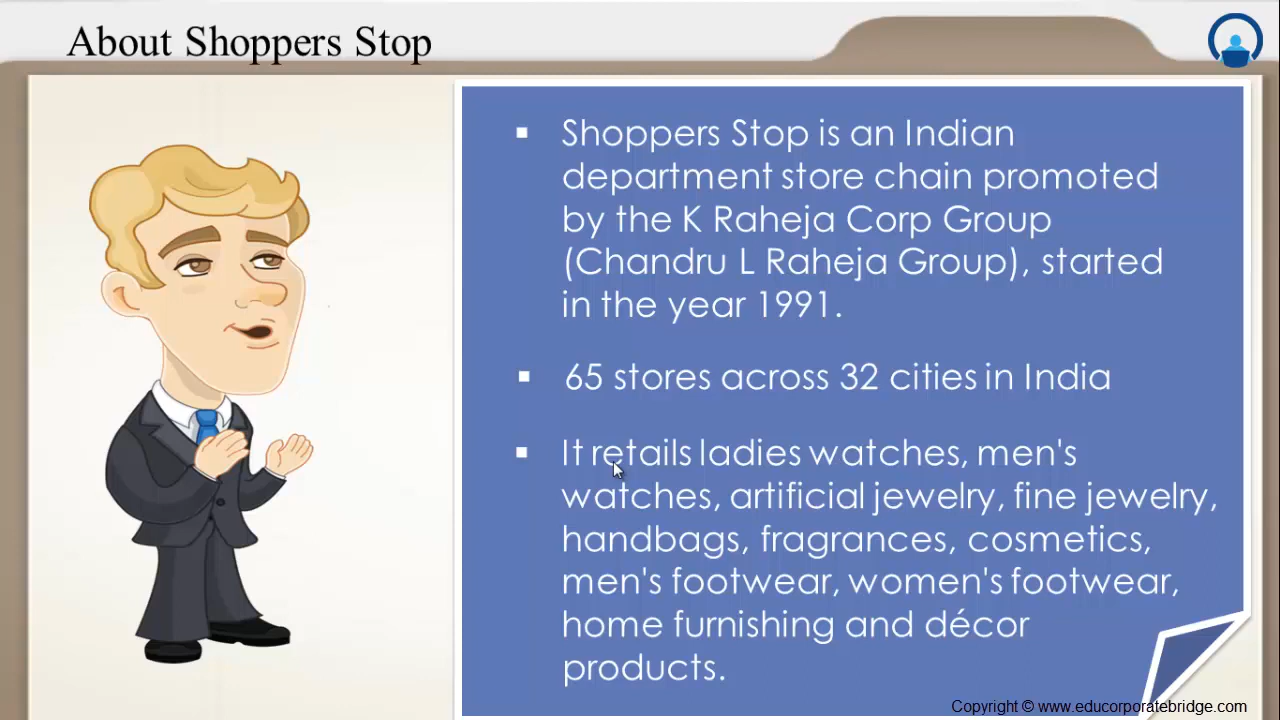 About Shoppers Stop
Shoppers Stop is an Indian
department store chain promoted
by the K Raheja Corp Group
(Chandru L Raheja Group), started
in the year 1991.
65 stores across 32 cities in India
It retails ladies watches, men's
watches, artificial jewelry, fine jewelry,
handbags, fragrances, cosmetics,
men's footwear, women's footwear,
home furnishing and décor
products.
Copyright © www.educorporatebridge.com